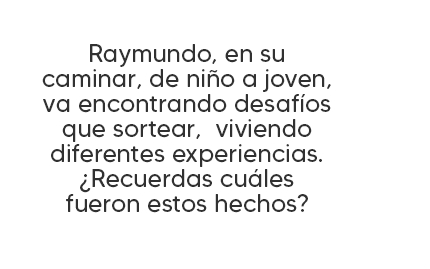 Raymundo, en su
caminar, de niño a joven,
va encontrando desafíos
que sortear,  viviendo
diferentes experiencias.
¿Recuerdas cuáles
fueron estos hechos?